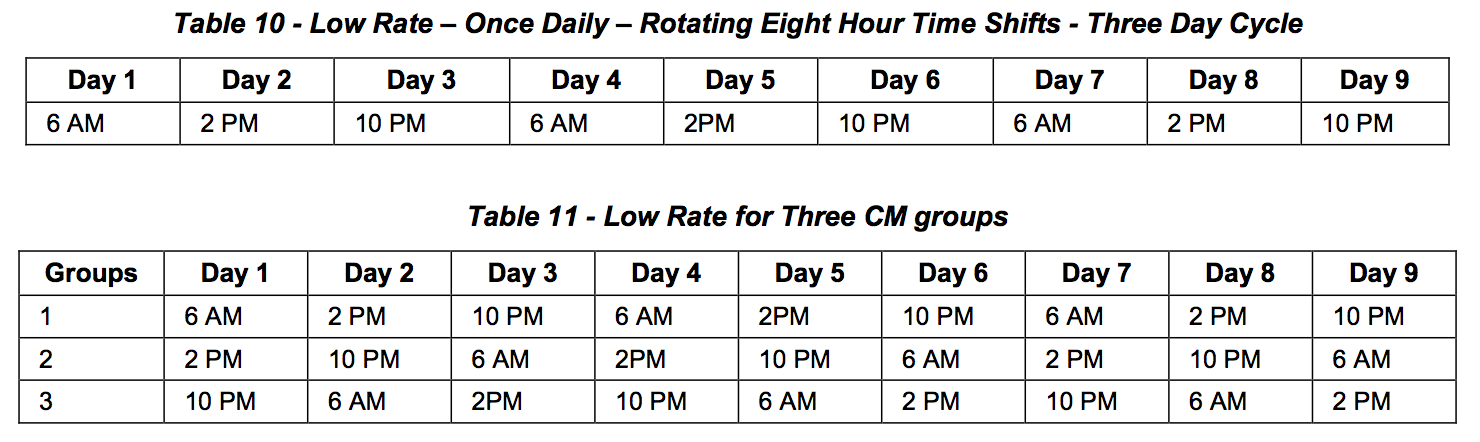 Table 10 - Low Rate – Once Daily – Rotating Eight Hour Time Shifts - Three Day Cycle
Day 1 Day 2 Day 3 Day 4 Day 5 Day 6 Day 7 Day 8 Day 9
6 AM 2 PM 10 PM 6 AM 2PM 10 PM 6 AM 2 PM 10 PM
Table 11 - Low Rate for Three CM groups
Groups Day 1 Day 2 Day 3 Day 4 Day 5 Day 6 Day 7 Day 8 Day 9
1 6 AM 2 PM 10 PM 6 AM 2PM 10 PM 6 AM 2 PM 10 PM
2 2 PM 10 PM 6 AM 2PM 10 PM 6 AM 2 PM 10 PM 6 AM
3 10 PM 6 AM 2PM 10 PM 6 AM 2 PM 10 PM 6 AM 2 PM